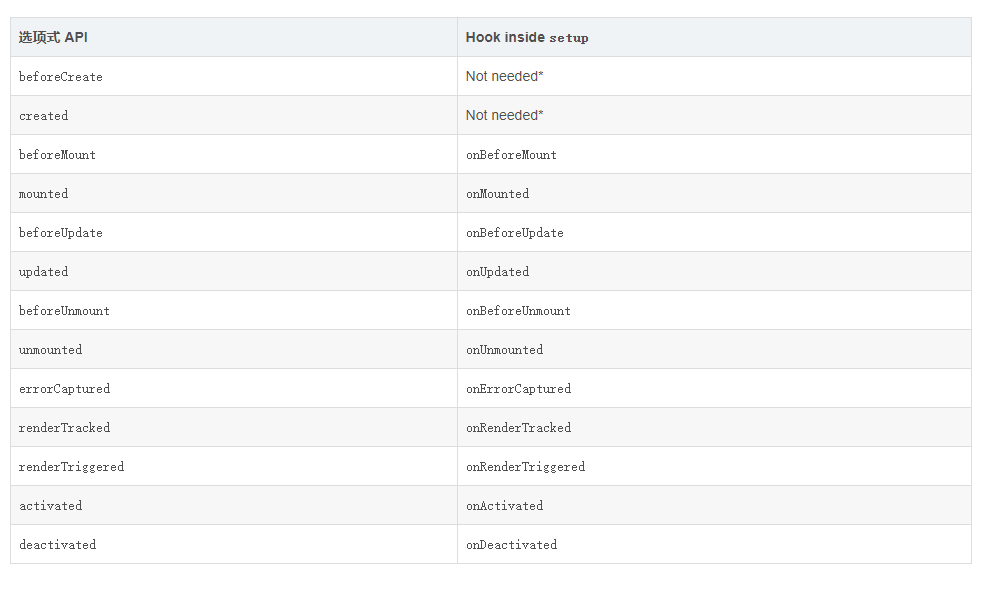 选项式 API Hook inside setup
beforeCreate Not needed*
created Not needed*
beforeMount onBeforeMount
mounted onMounted
beforeUpdate onBeforeUpdate
updated onUpdated
beforeUnmount onBeforeUnmount
unmounted onUnmounted
errorCaptured onErrorCaptured
renderTracked onRenderTracked
renderTriggered onRenderTriggered
activated onActivated
deactivated onDeactivated